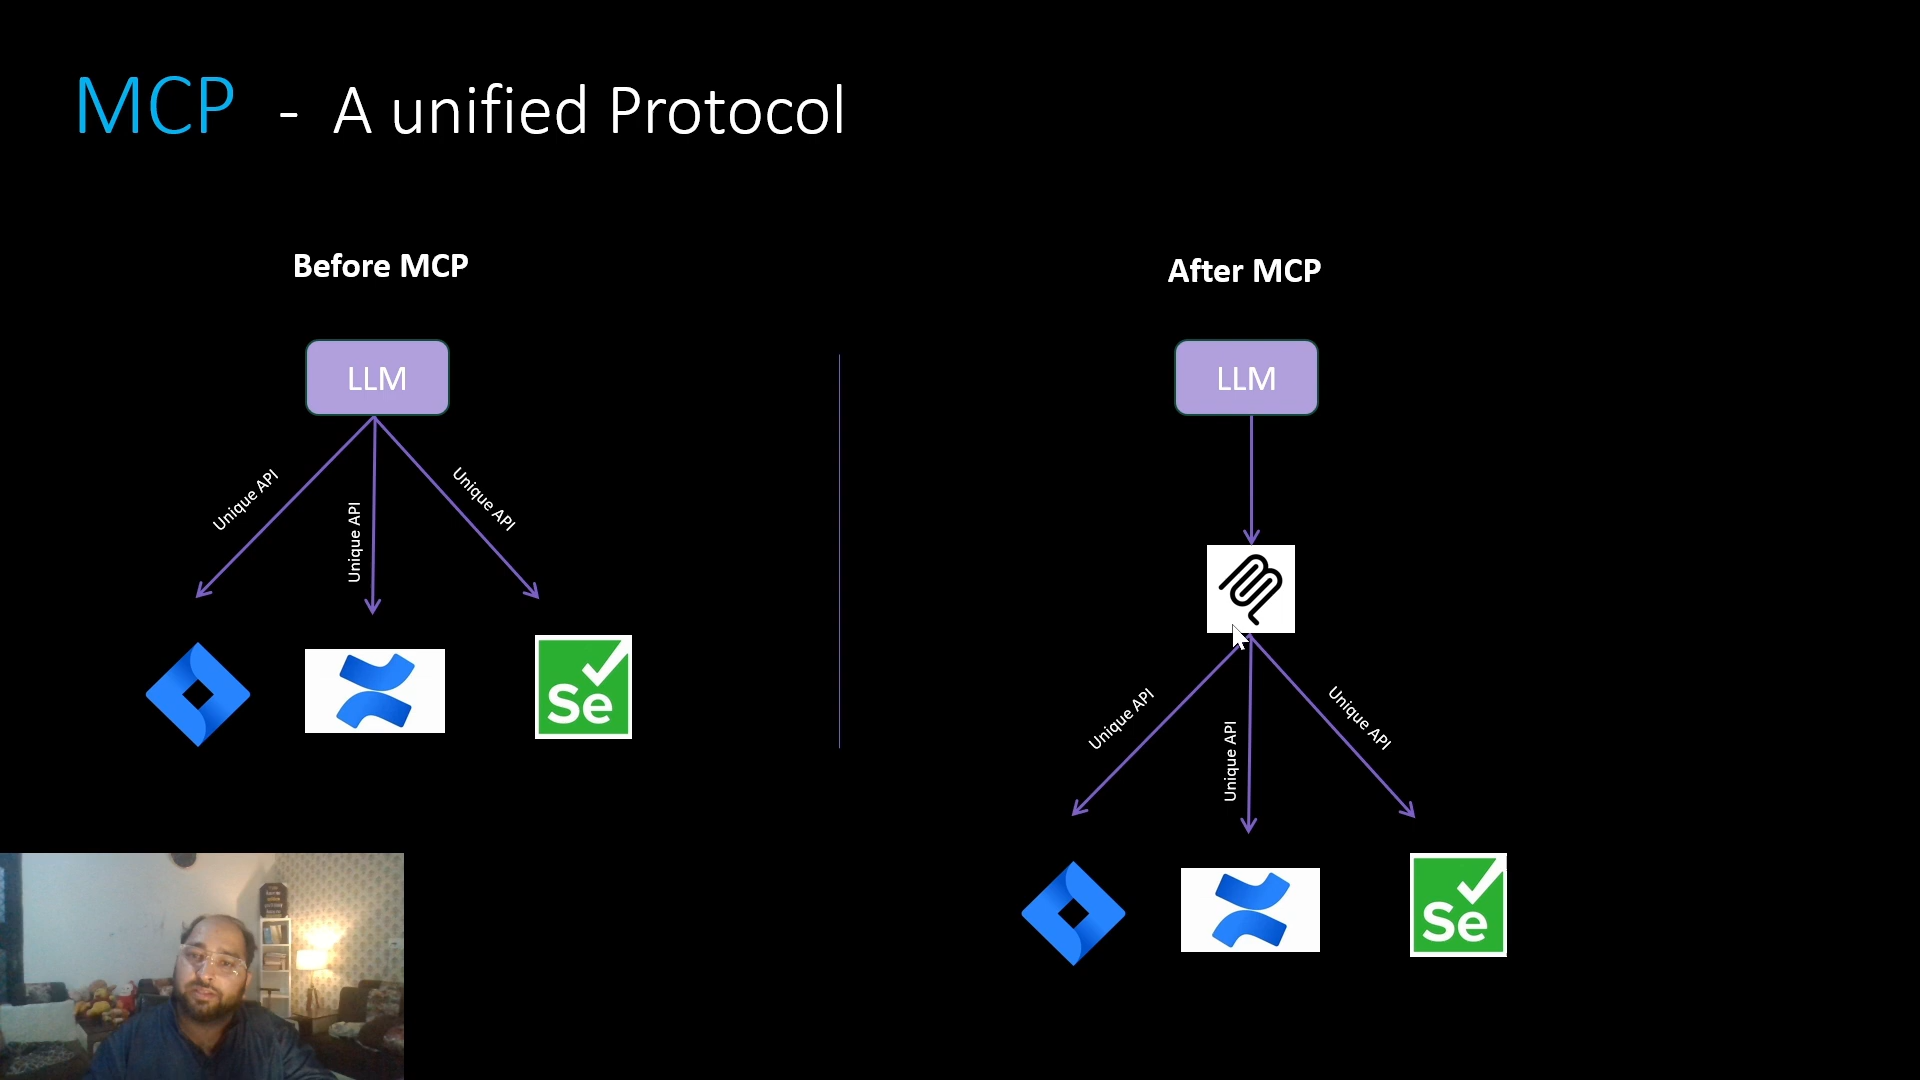 MCP - A unified Protocol
Before MCP
After MCP
LLM
LLM
Unique API
Unique API
Unique API
Se
Unique API
Unique API
Unique API
Se